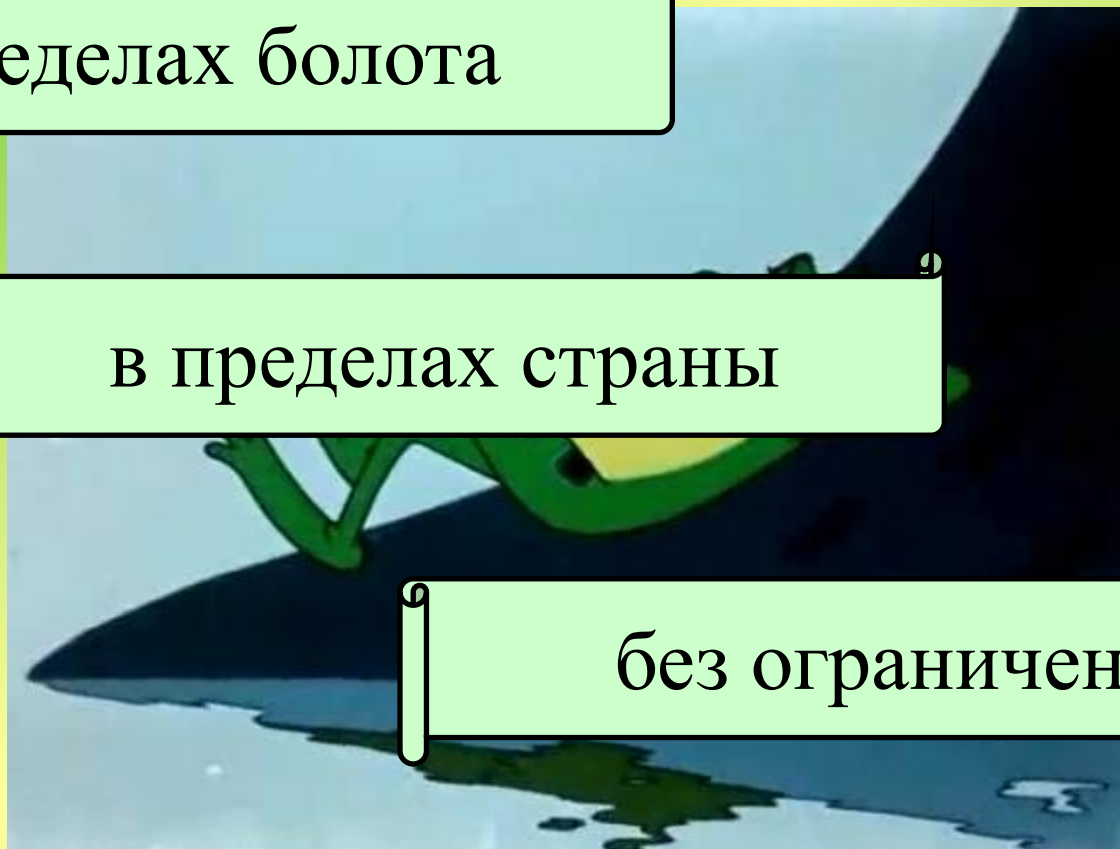 еделах болота
в пределах страны
без ограничен